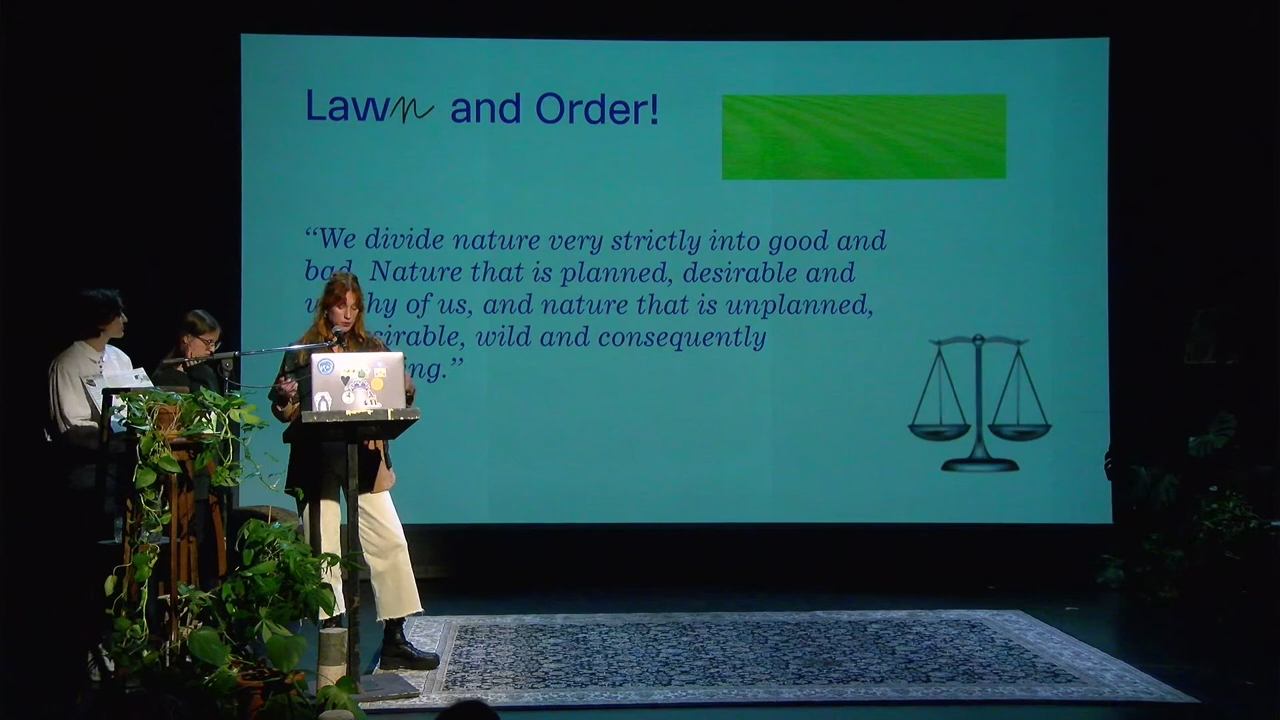 Lawn and Order!
“We divide nature very strictly into good and
bad. Nature that is planned, desirable and
of us, and nature that is unplanned,
wild and consequently